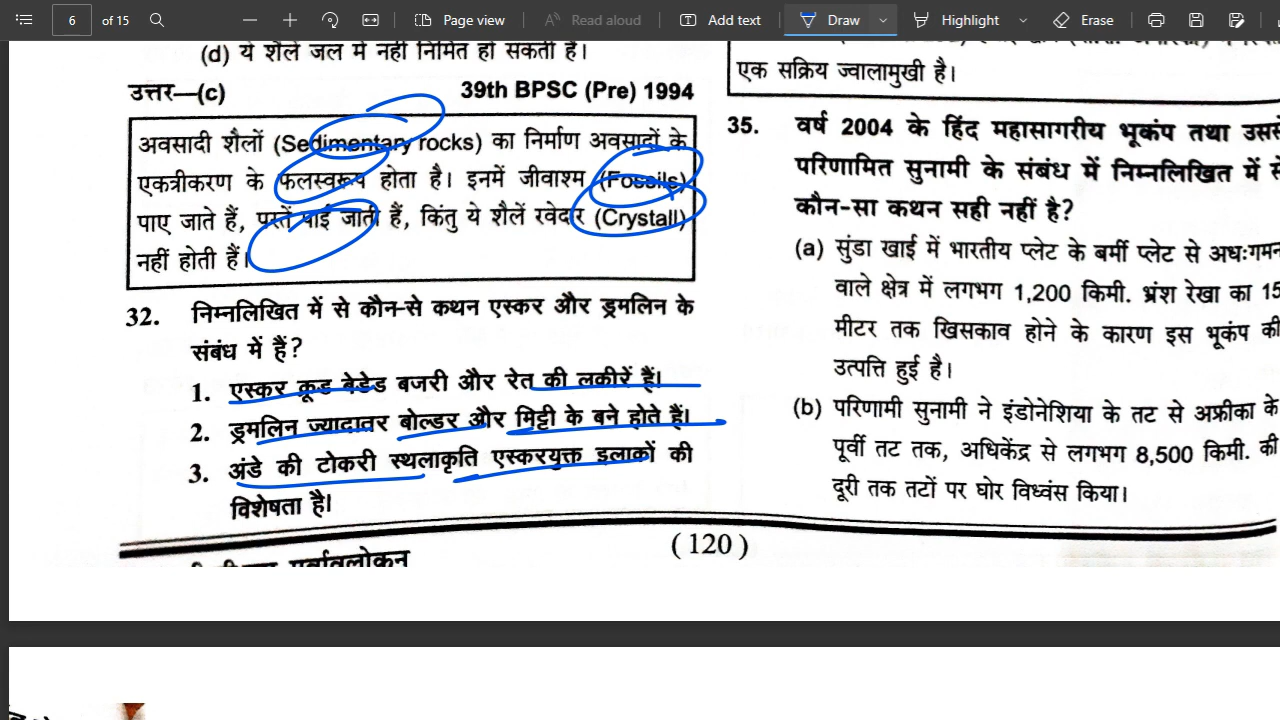 6 of 15 Page view Read aloud Add text Draw Highlight Erase
(d) ये शैलें जल में नहीं निर्मित हो सकती हैं।
उत्तर—(c) 39th BPSC (Pre) 1994
अवसादी शैलों (Sedimentary rocks) का निर्माण अवसादों के
एकत्रीकरण के फलस्वरूप होता है। इनमें जीवाश्म (Fossils)
पाए जाते हैं, परतें पाई जाती हैं, किंतु ये शैलें रवेदार (Crystall)
नहीं होती हैं।
32. निम्नलिखित में से कौन-से कथन एस्कर और ड्रमलिन के
संबंध में हैं?
1. एस्कर कूड बेडेड बजरी और रेत की लकीरें हैं।
2. ड्रमलिन ज्यादातर बोल्डर और मिट्टी के बने होते हैं।
3. अंडे की टोकरी स्थलाकृति एस्करयुक्त इलाकों की
विशेषता है।
एक सक्रिय ज्वालामुखी है।
35. वर्ष 2004 के हिंद महासागरीय भूकंप तथा उससे
परिणामित सुनामी के संबंध में निम्नलिखित में से
कौन-सा कथन सही नहीं है?
(a) सुंडा खाई में भारतीय प्लेट के बर्मी प्लेट से अधःगमन
वाले क्षेत्र में लगभग 1,200 किमी. भ्रंश रेखा का 15
मीटर तक खिसकाव होने के कारण इस भूकंप की
उत्पत्ति हुई है।
(b) परिणामी सुनामी ने इंडोनेशिया के तट से अफ्रीका के
पूर्वी तट तक, अधिकेंद्र से लगभग 8,500 किमी. की
दूरी तक तटों पर घोर विध्वंस किया।
(120)
पूर्वावलोकन